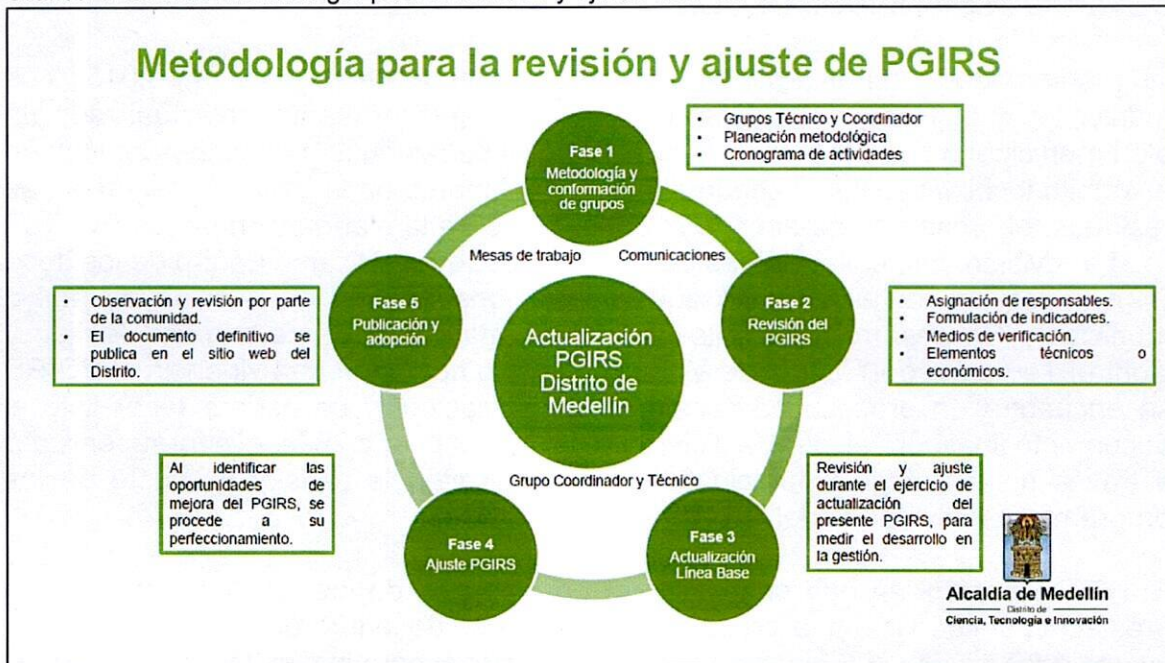 Metodología para la revisión y ajuste de PGIRS
Fase 1
Metodología y
conformación
de grupos
• Grupos Técnico y Coordinador
• Planeación metodológica
• Cronograma de actividades
Mesas de trabajo
Comunicaciones
Fase 2
Revisión del
PGIRS
• Asignación de responsables.
• Formulación de indicadores.
• Medios de verificación.
• Elementos técnicos o
económicos.
Fase 5
Publicación y
adopción
• Observación y revisión por parte
de la comunidad.
• El documento definitivo se
publica en el sitio web del
Distrito.
Actualización
PGIRS
Distrito de
Medellín
Grupo Coordinador y Técnico
Fase 3
Actualización
Línea Base
Revisión y ajuste
durante el ejercicio de
actualización del
presente PGIRS, para
medir el desarrollo en
la gestión.
Fase 4
Ajuste PGIRS
Al identificar las
oportunidades de
mejora del PGIRS, se
procede a su
perfeccionamiento.
Alcaldía de Medellín
Distrito de
Ciencia, Tecnología e Innovación